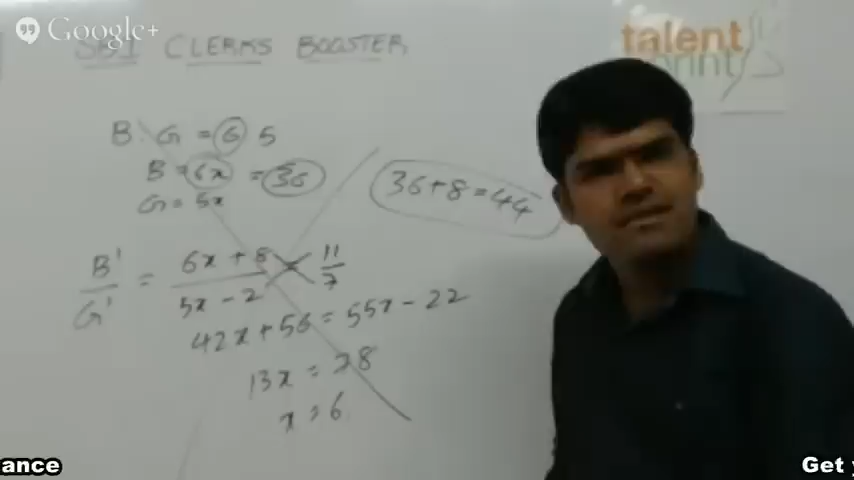 Google+
SBI CLERKS BOOSTER
talent
print
B : G = 6 5
B = 6x = 36
G = 5x
36+8=44
B' / G' = 6x + 8 / 5x - 2 11 / 7
42x+56 = 55x - 22
13x = 78
x = 6
ance
Get